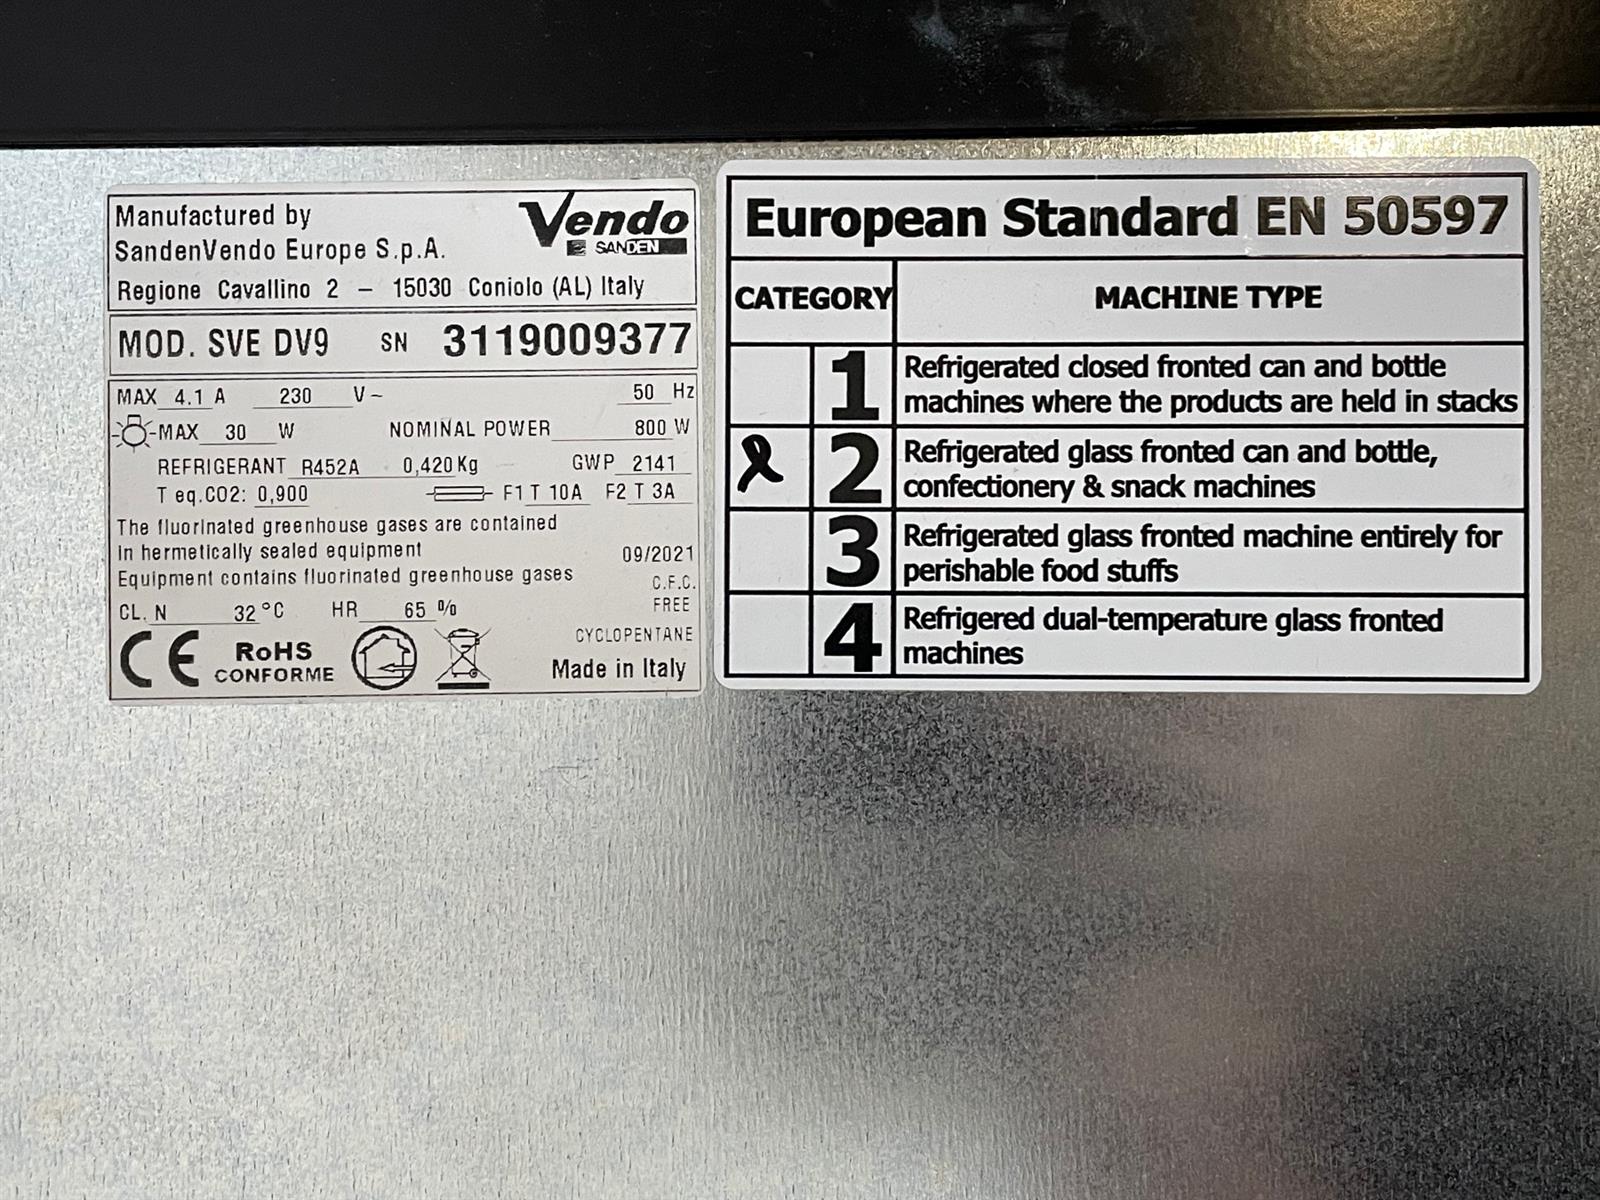 Manufactured by
SandenVendo Europe S.p.A.
Vendo
SANDEN
Regione Cavallino 2 – 15030 Coniolo (AL) Italy
MOD. SVE DV9 SN 3119009377
MAX 4.1 A 230 V~ 50 Hz
MAX 30 W NOMINAL POWER 800 W
REFRIGERANT R452A 0,420 Kg GWP 2141
T eq.CO2: 0,900 F1 T 10A F2 T 3A
The fluorinated greenhouse gases are contained
in hermetically sealed equipment 09/2021
Equipment contains fluorinated greenhouse gases C.F.C.
FREE
CL. N 32 °C HR 65 %
CYCLOPENTANE
CE RoHS
CONFORME
Made in Italy
European Standard EN 50597
CATEGORY MACHINE TYPE
1 Refrigerated closed fronted can and bottle
machines where the products are held in stacks
2 Refrigerated glass fronted can and bottle,
confectionery & snack machines
3 Refrigerated glass fronted machine entirely for
perishable food stuffs
4 Refrigered dual-temperature glass fronted
machines